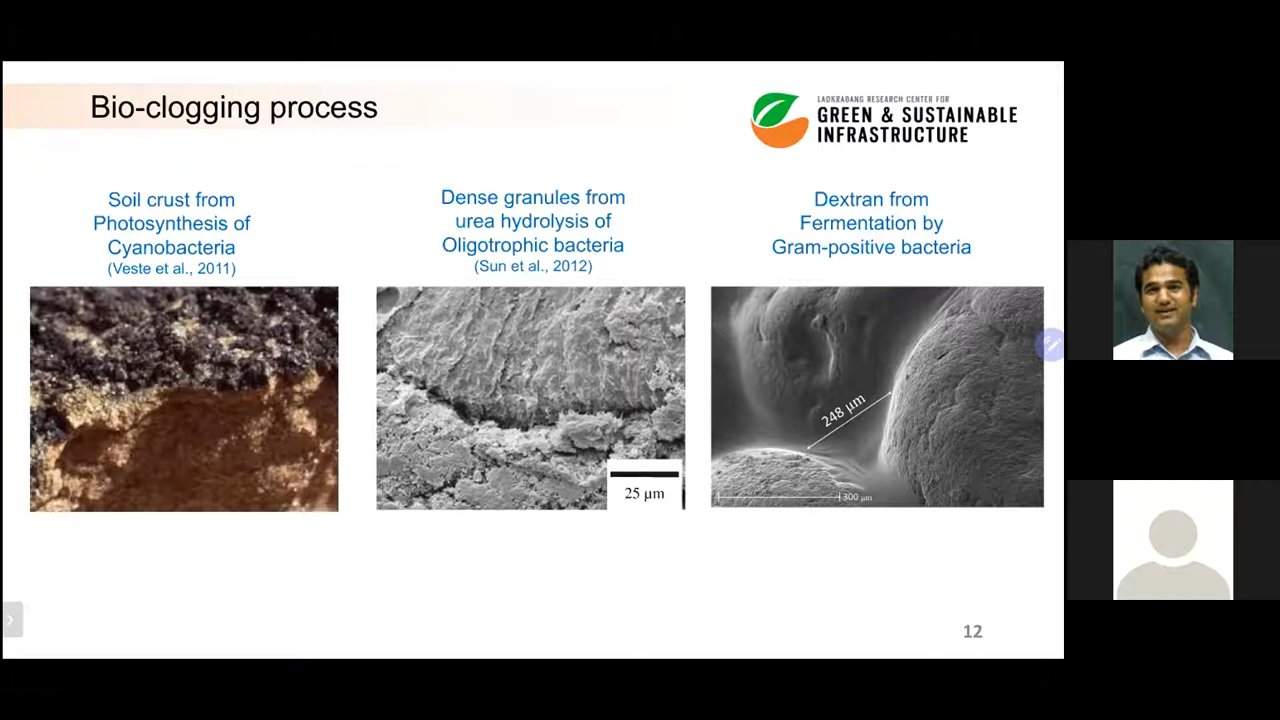 Bio-clogging process
LADKRABANG RESEARCH CENTER FOR
GREEN & SUSTAINABLE
INFRASTRUCTURE
Soil crust from
Photosynthesis of
Cyanobacteria
(Veste et al., 2011)
Dense granules from
urea hydrolysis of
Oligotrophic bacteria
(Sun et al., 2012)
Dextran from
Fermentation by
Gram-positive bacteria
25 μm
248 μm
300 μm
12